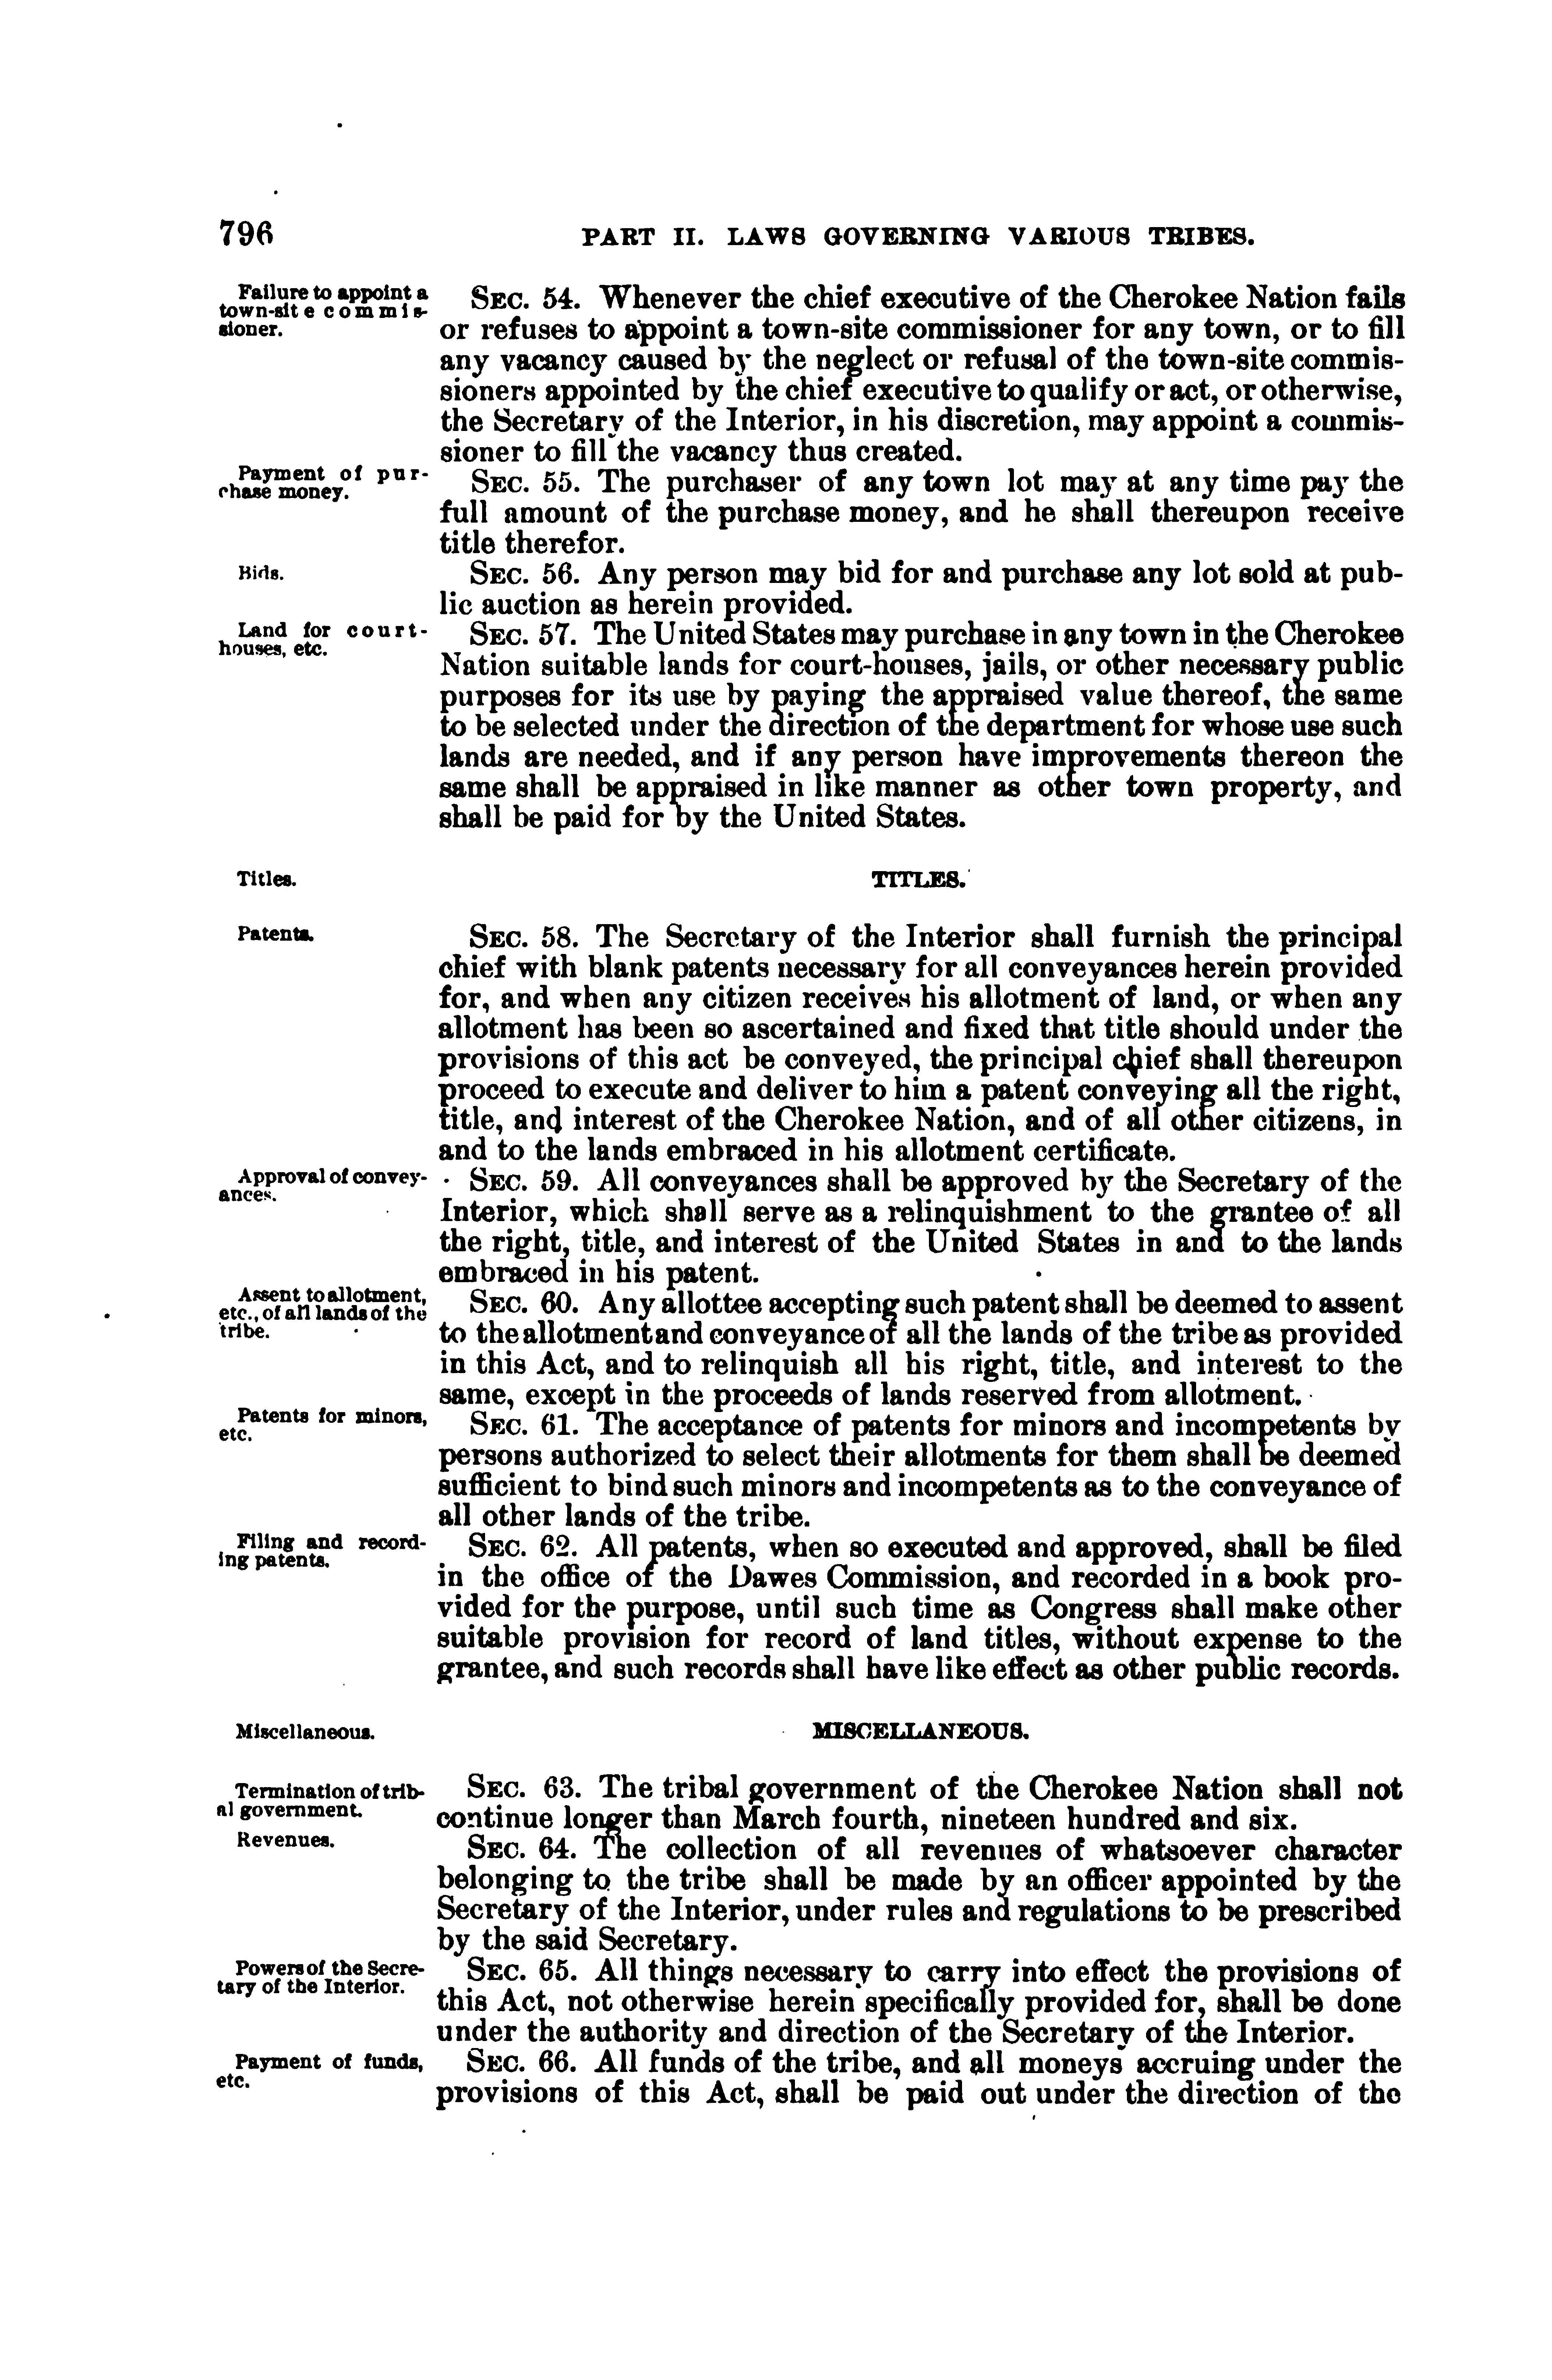 796
PART II. LAWS GOVERNING VARIOUS TRIBES.
Failure to appoint a
town-site commis-
sioner.
SEC. 54. Whenever the chief executive of the Cherokee Nation fails
or refuses to appoint a town-site commissioner for any town, or to fill
any vacancy caused by the neglect or refusal of the town-site commis-
sioners appointed by the chief executive to qualify or act, or otherwise,
the Secretary of the Interior, in his discretion, may appoint a commis-
sioner to fill the vacancy thus created.
Payment of pur-
chase money.
SEC. 55. The purchaser of any town lot may at any time pay the
full amount of the purchase money, and he shall thereupon receive
title therefor.
Bids.
SEC. 56. Any person may bid for and purchase any lot sold at pub-
lic auction as herein provided.
Land for court-
houses, etc.
SEC. 57. The United States may purchase in any town in the Cherokee
Nation suitable lands for court-houses, jails, or other necessary public
purposes for its use by paying the appraised value thereof, the same
to be selected under the direction of the department for whose use such
lands are needed, and if any person have improvements thereon the
same shall be appraised in like manner as other town property, and
shall be paid for by the United States.
Titles.
TITLES.
Patents.
SEC. 58. The Secretary of the Interior shall furnish the principal
chief with blank patents necessary for all conveyances herein provided
for, and when any citizen receives his allotment of land, or when any
allotment has been so ascertained and fixed that title should under the
provisions of this act be conveyed, the principal chief shall thereupon
proceed to execute and deliver to him a patent conveying all the right,
title, and interest of the Cherokee Nation, and of all other citizens, in
and to the lands embraced in his allotment certificate.
Approval of convey-
ances.
SEC. 59. All conveyances shall be approved by the Secretary of the
Interior, which shall serve as a relinquishment to the grantee of all
the right, title, and interest of the United States in and to the lands
embraced in his patent.
Assent to allotment,
etc., of all lands of the
tribe.
SEC. 60. Any allottee accepting such patent shall be deemed to assent
to the allotment and conveyance of all the lands of the tribe as provided
in this Act, and to relinquish all his right, title, and interest to the
same, except in the proceeds of lands reserved from allotment.
Patents for minors,
etc.
SEC. 61. The acceptance of patents for minors and incompetents by
persons authorized to select their allotments for them shall be deemed
sufficient to bind such minors and incompetents as to the conveyance of
all other lands of the tribe.
Filing and record-
ing patents.
SEC. 62. All patents, when so executed and approved, shall be filed
in the office of the Dawes Commission, and recorded in a book pro-
vided for the purpose, until such time as Congress shall make other
suitable provision for record of land titles, without expense to the
grantee, and such records shall have like effect as other public records.
Miscellaneous.
MISCELLANEOUS.
Termination of trib-
al government.
SEC. 63. The tribal government of the Cherokee Nation shall not
continue longer than March fourth, nineteen hundred and six.
Revenues.
SEC. 64. The collection of all revenues of whatsoever character
belonging to the tribe shall be made by an officer appointed by the
Secretary of the Interior, under rules and regulations to be prescribed
by the said Secretary.
Powers of the Secre-
tary of the Interior.
SEC. 65. All things necessary to carry into effect the provisions of
this Act, not otherwise herein specifically provided for, shall be done
under the authority and direction of the Secretary of the Interior.
Payment of funds,
etc.
SEC. 66. All funds of the tribe, and all moneys accruing under the
provisions of this Act, shall be paid out under the direction of the